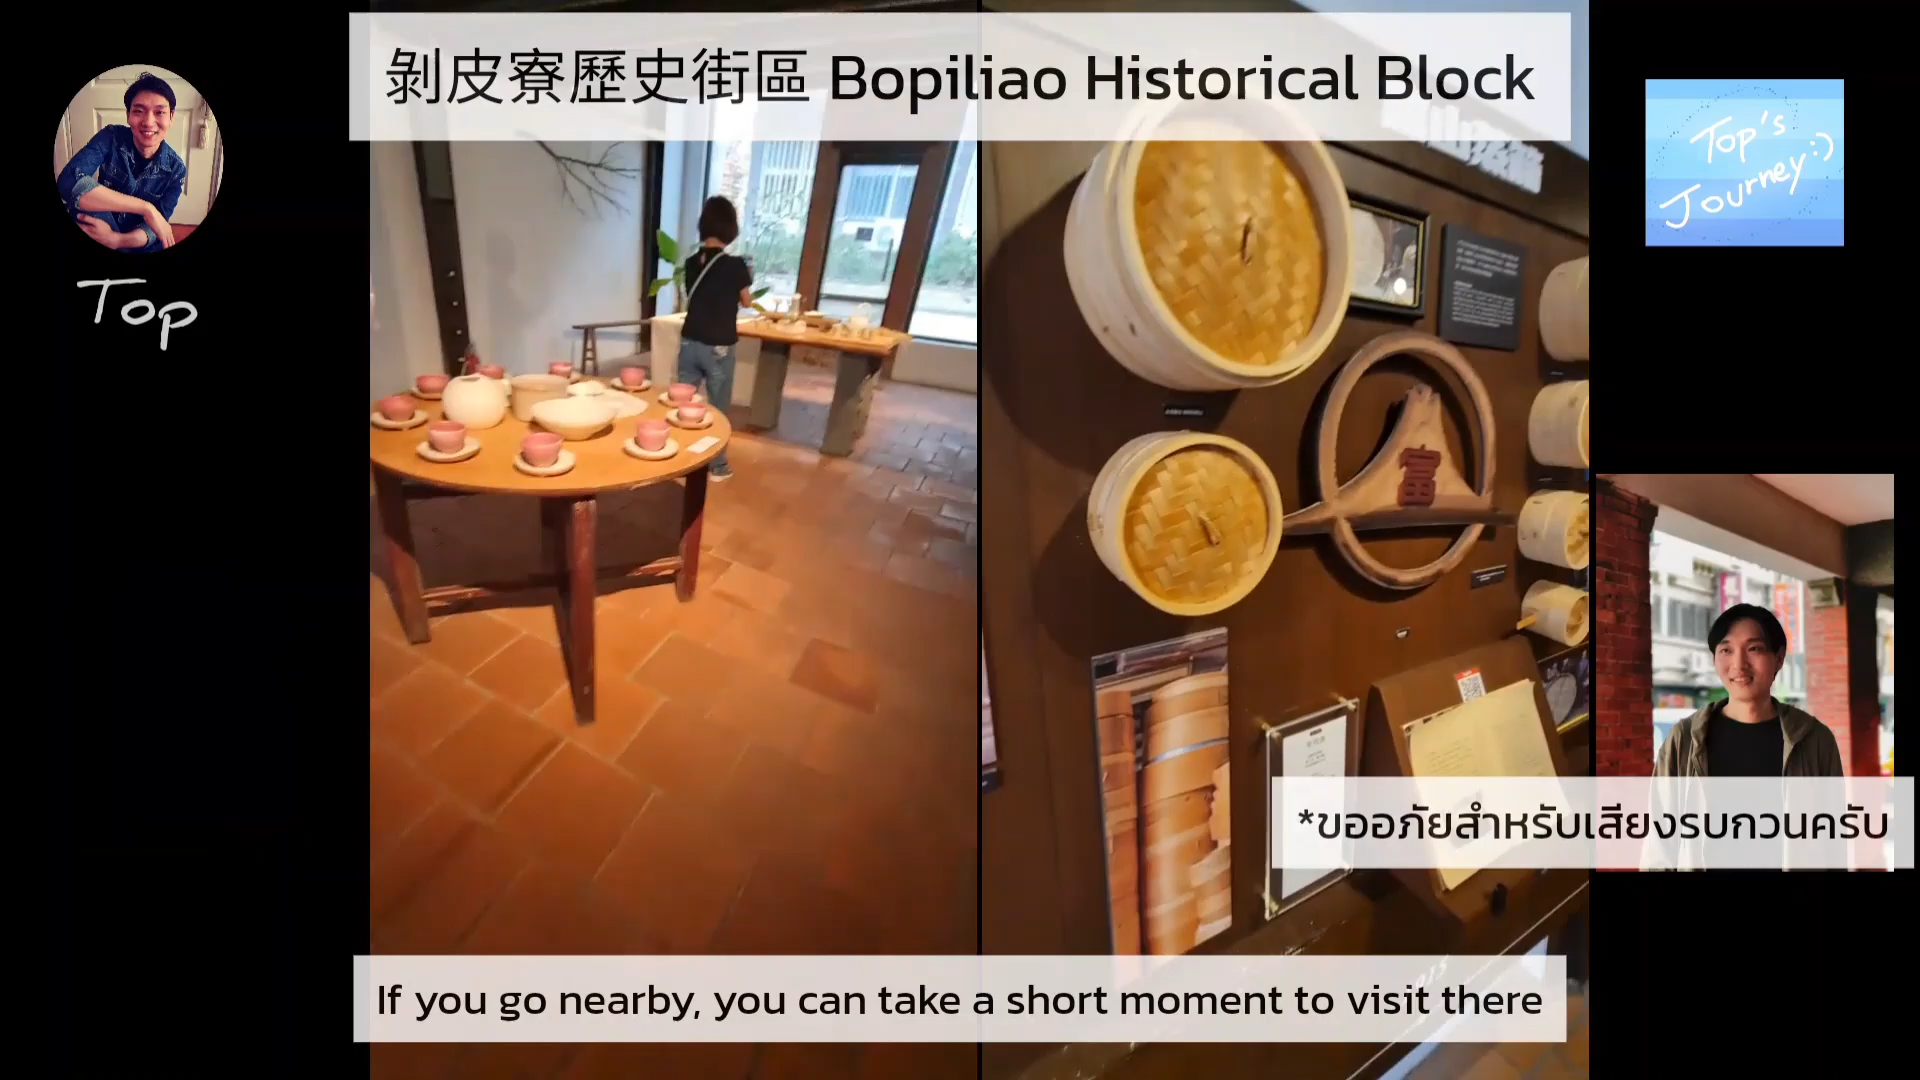 剝皮寮歷史街區 Bopiliao Historical Block
Top
Top's
Journey :)
富
*ขออภัยสำหรับเสียงรบกวนครับ
If you go nearby, you can take a short moment to visit there